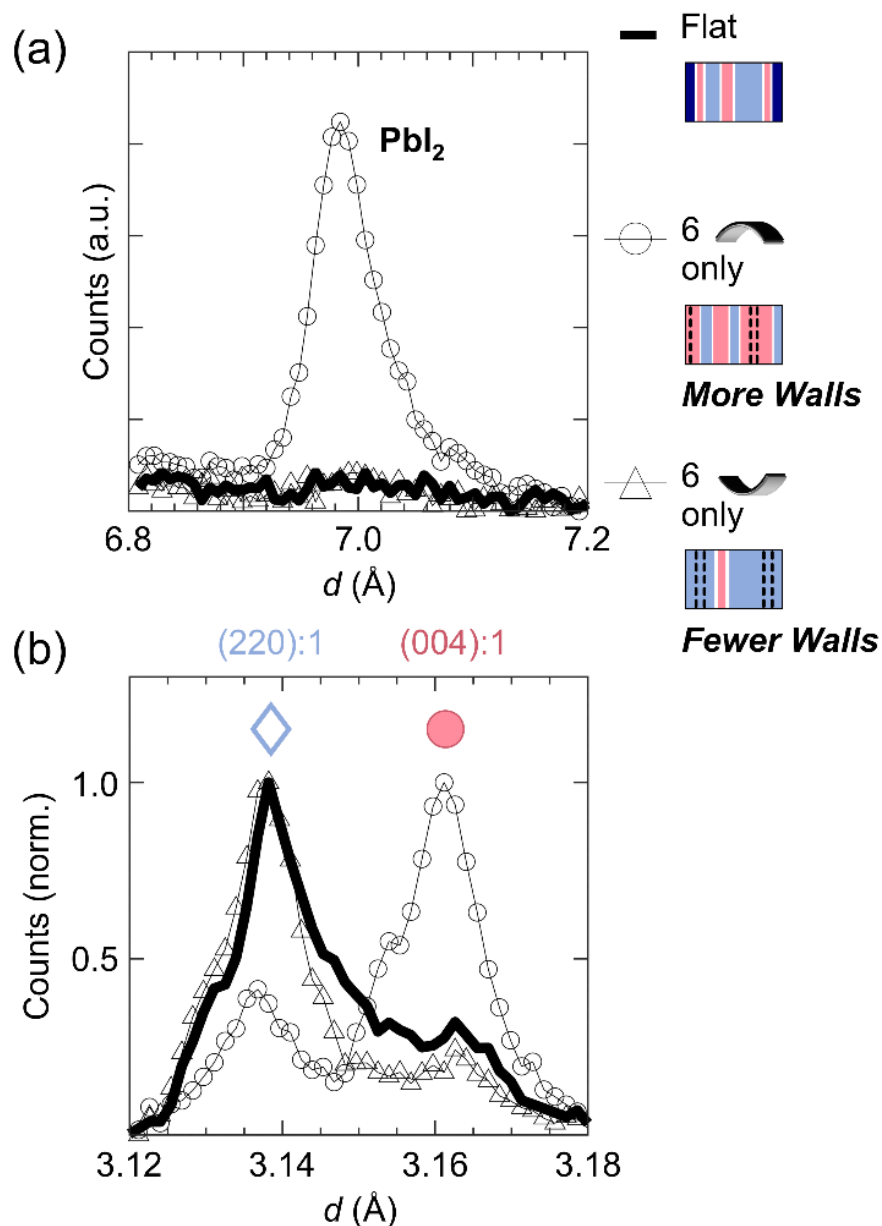 (a)
PbI₂
Counts (a.u.)
6.8
7.0
7.2
d (Å)
Flat
6
only
More Walls
6
only
Fewer Walls
(b)
(220):1
(004):1
1.0
0.5
Counts (norm.)
3.12
3.14
3.16
3.18
d (Å)